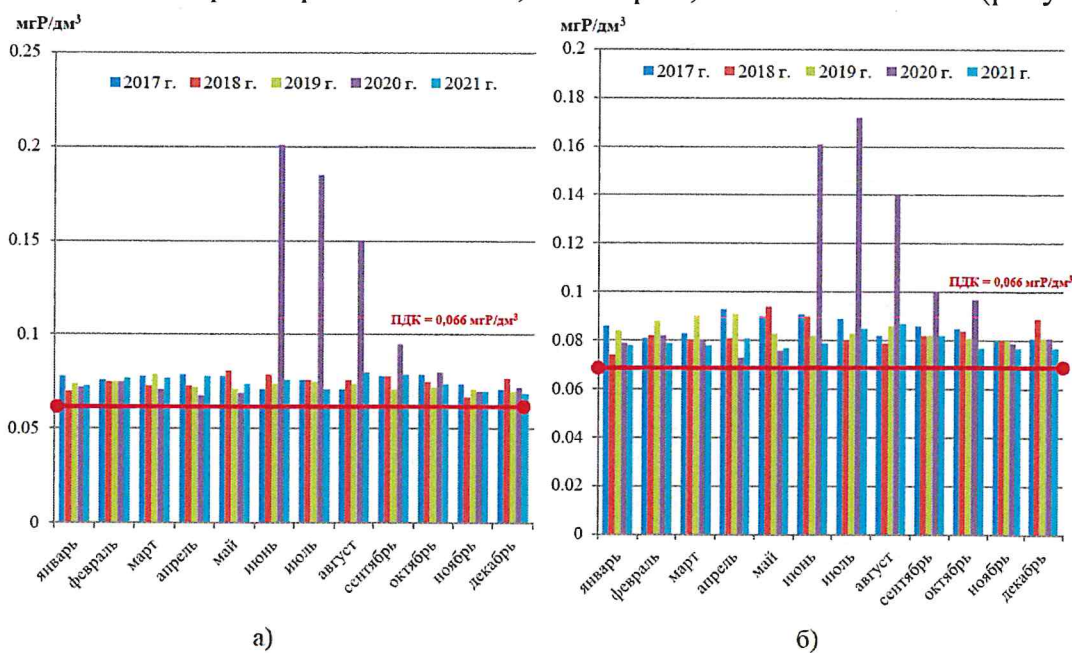 мгР/дм³
0.25
0.2
0.15
0.1
0.05
0
2017 г. 2018 г. 2019 г. 2020 г. 2021 г.
ПДК = 0,066 мгР/дм³
январь февраль март апрель май июнь июль август сентябрь октябрь ноябрь декабрь
а)
мгР/дм³
0.2
0.18
0.16
0.14
0.12
0.1
0.08
0.06
0.04
0.02
0
2017 г. 2018 г. 2019 г. 2020 г. 2021 г.
ПДК = 0,066 мгР/дм³
январь февраль март апрель май июнь июль август сентябрь октябрь ноябрь декабрь
б)